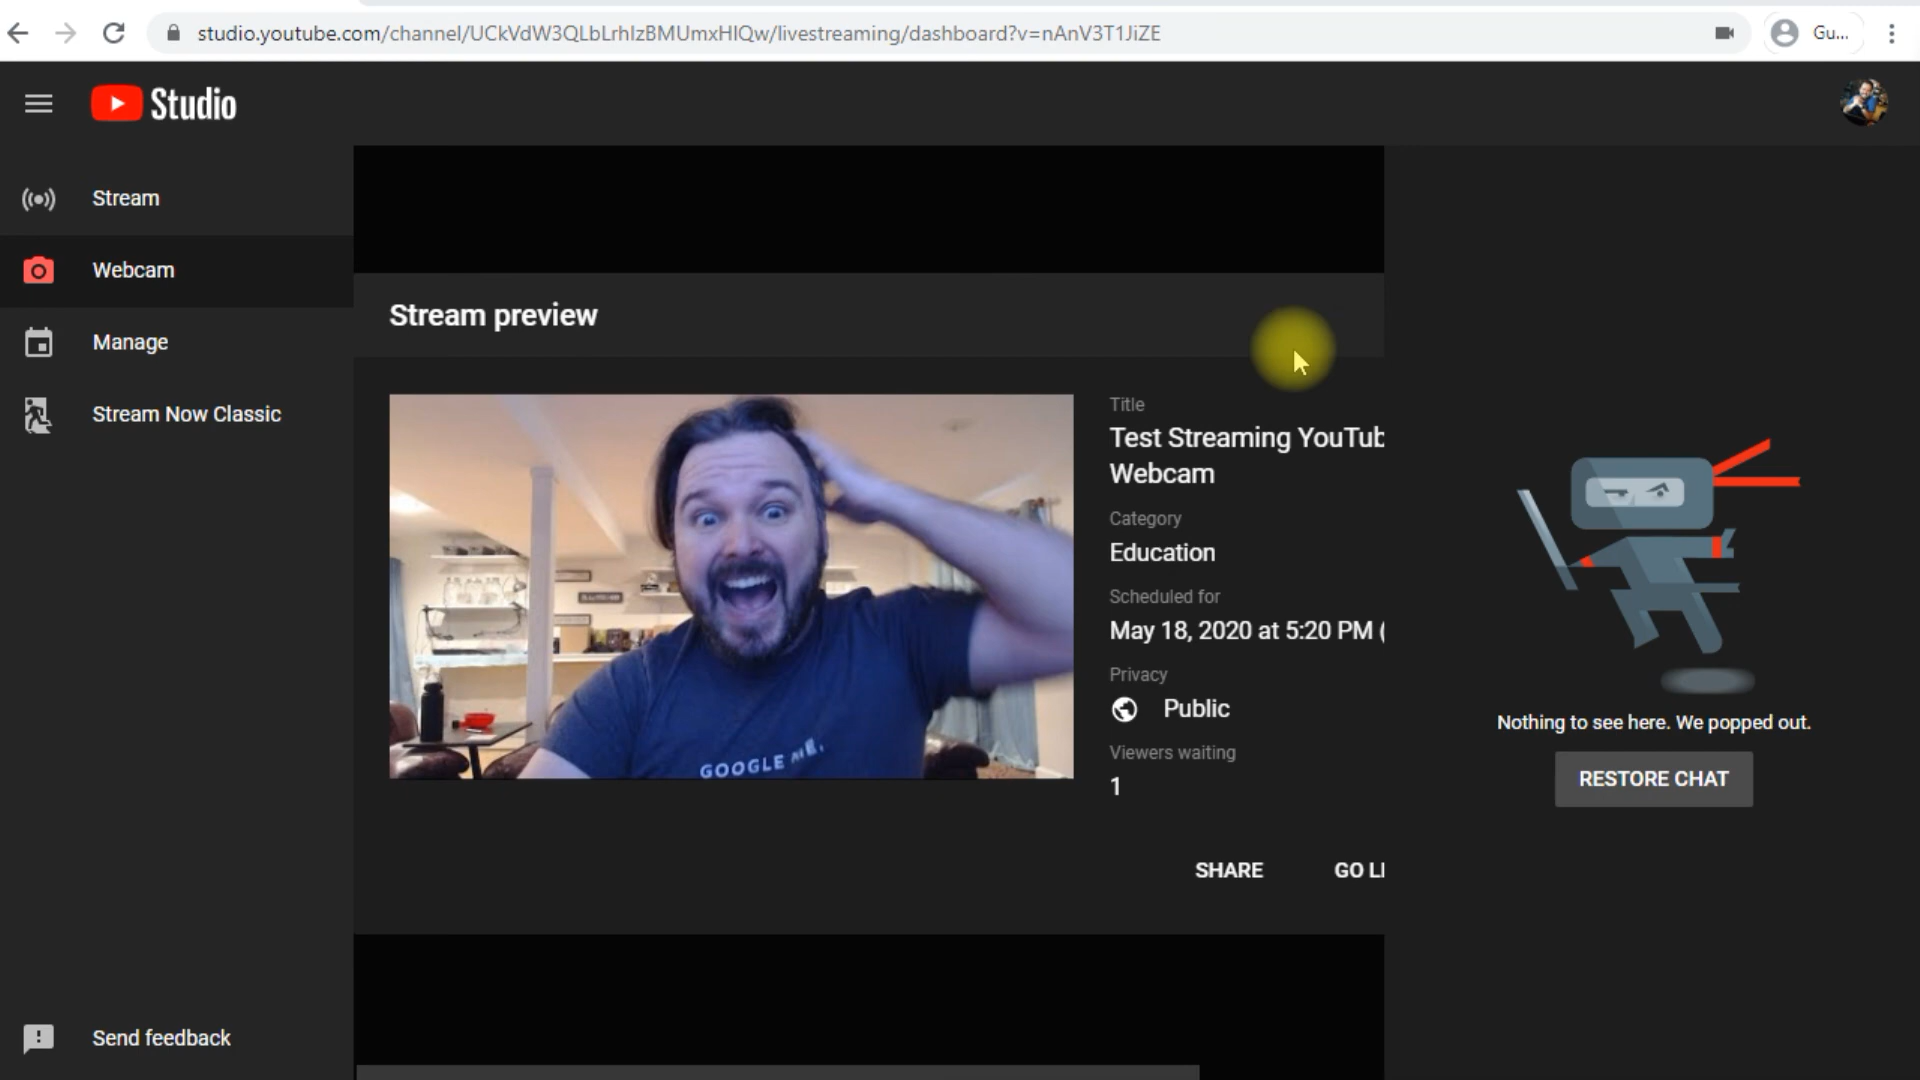 studio.youtube.com/channel/UCkVdW3QLbLrhIzBMUmxHIQw/livestreaming/dashboard?v=nAnV3T1JiZE
Gu...
Studio
Stream
Webcam
Manage
Stream Now Classic
Send feedback
Stream preview
GOOGLE ME.
Title
Test Streaming YouTub
Webcam
Category
Education
Scheduled for
May 18, 2020 at 5:20 PM (
Privacy
Public
Viewers waiting
1
SHARE
GO LI
Nothing to see here. We popped out.
RESTORE CHAT